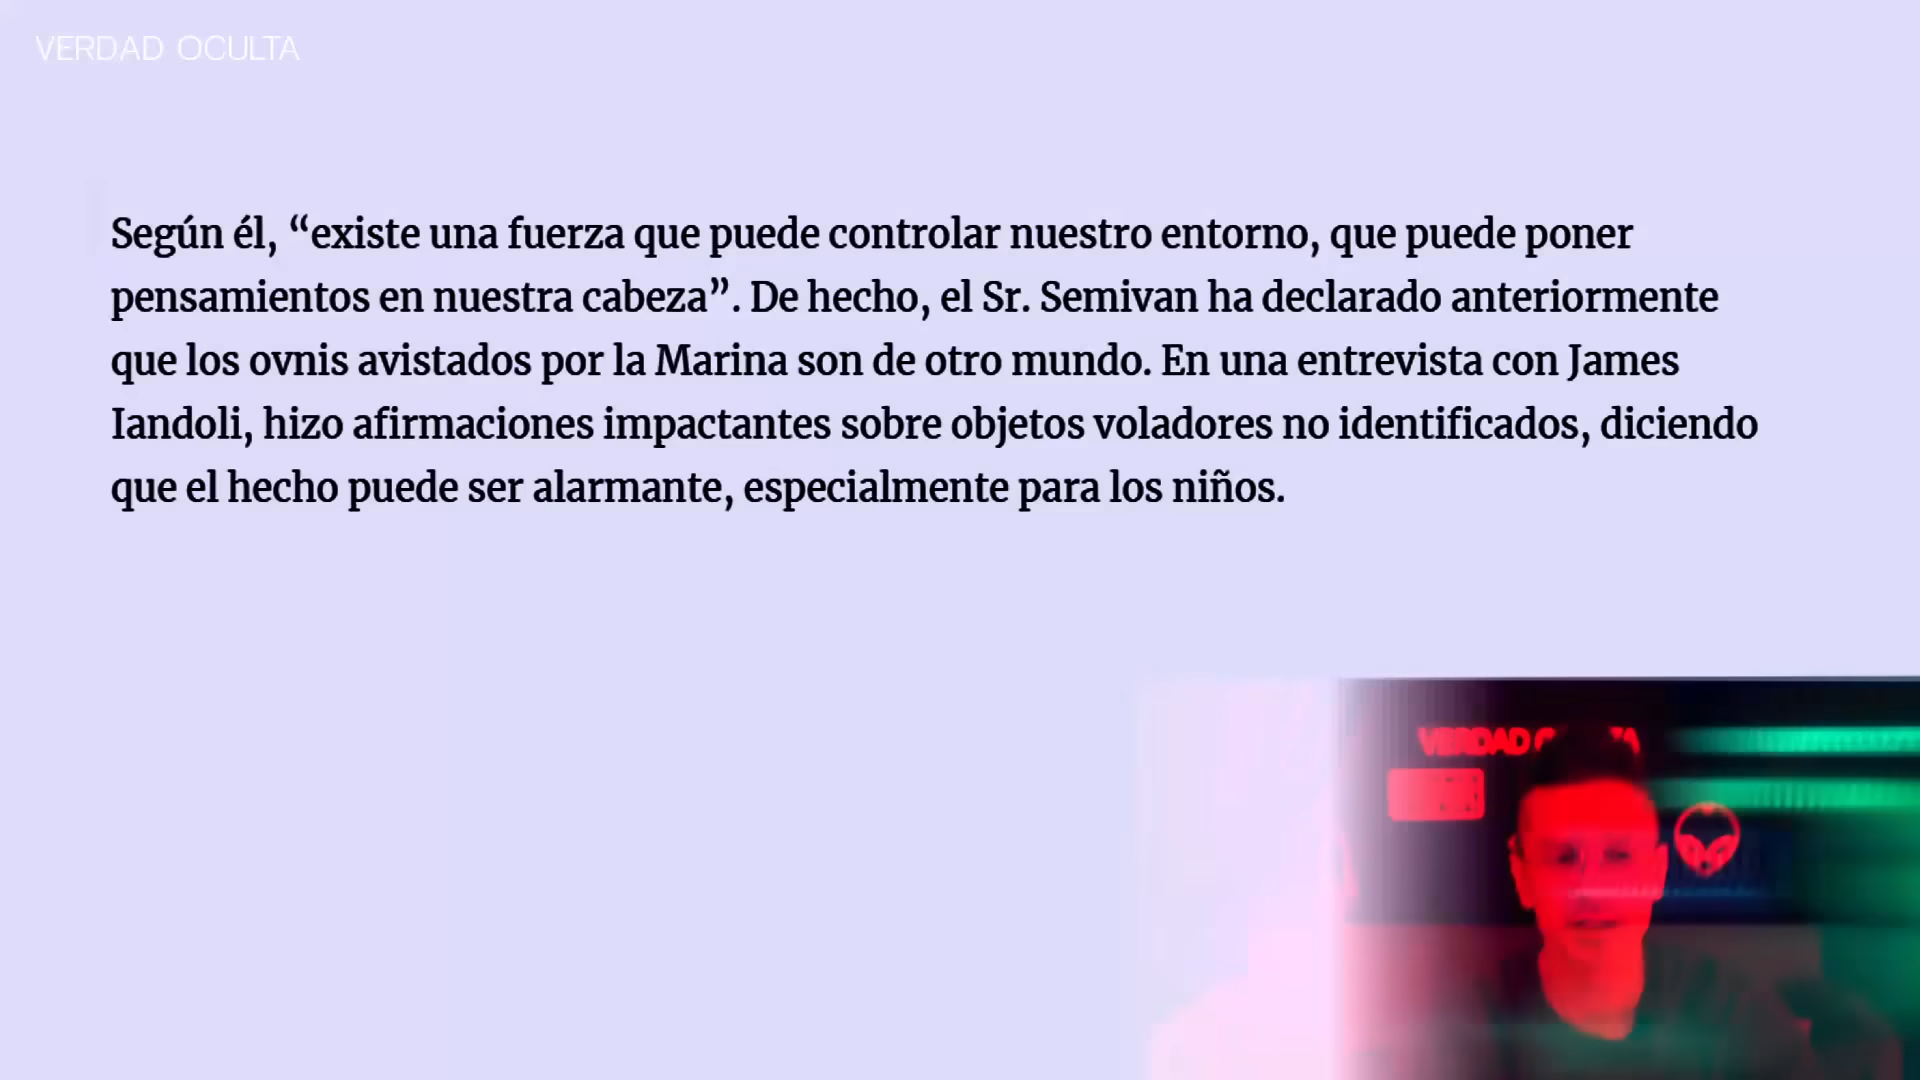 VERDAD OCULTA
Según él, “existe una fuerza que puede controlar nuestro entorno, que puede poner
pensamientos en nuestra cabeza”. De hecho, el Sr. Semivan ha declarado anteriormente
que los ovnis avistados por la Marina son de otro mundo. En una entrevista con James
Iandoli, hizo afirmaciones impactantes sobre objetos voladores no identificados, diciendo
que el hecho puede ser alarmante, especialmente para los niños.
VERDAD